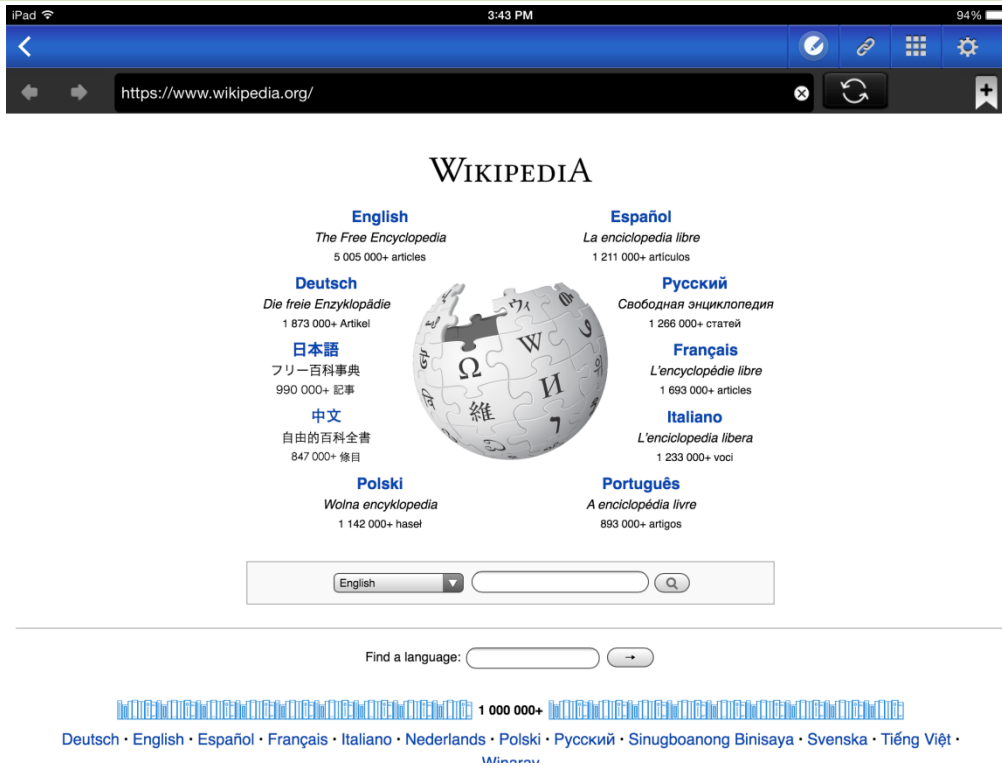 iPad 3:43 PM 94%
https://www.wikipedia.org/
WIKIPEDIA
English
The Free Encyclopedia
5 005 000+ articles
Español
La enciclopedia libre
1 211 000+ artículos
Deutsch
Die freie Enzyklopädie
1 873 000+ Artikel
Русский
Свободная энциклопедия
1 266 000+ статей
日本語
フリー百科事典
990 000+ 記事
Français
L'encyclopédie libre
1 693 000+ articles
中文
自由的百科全書
847 000+ 條目
Italiano
L'enciclopedia libera
1 233 000+ voci
Polski
Wolna encyklopedia
1 142 000+ haseł
Português
A enciclopédia livre
893 000+ artigos
Ω W И 維 ウィ 7
English
Find a language: →
1 000 000+
Deutsch · English · Español · Français · Italiano · Nederlands · Polski · Русский · Sinugboanong Binisaya · Svenska · Tiếng Việt ·
Winaray